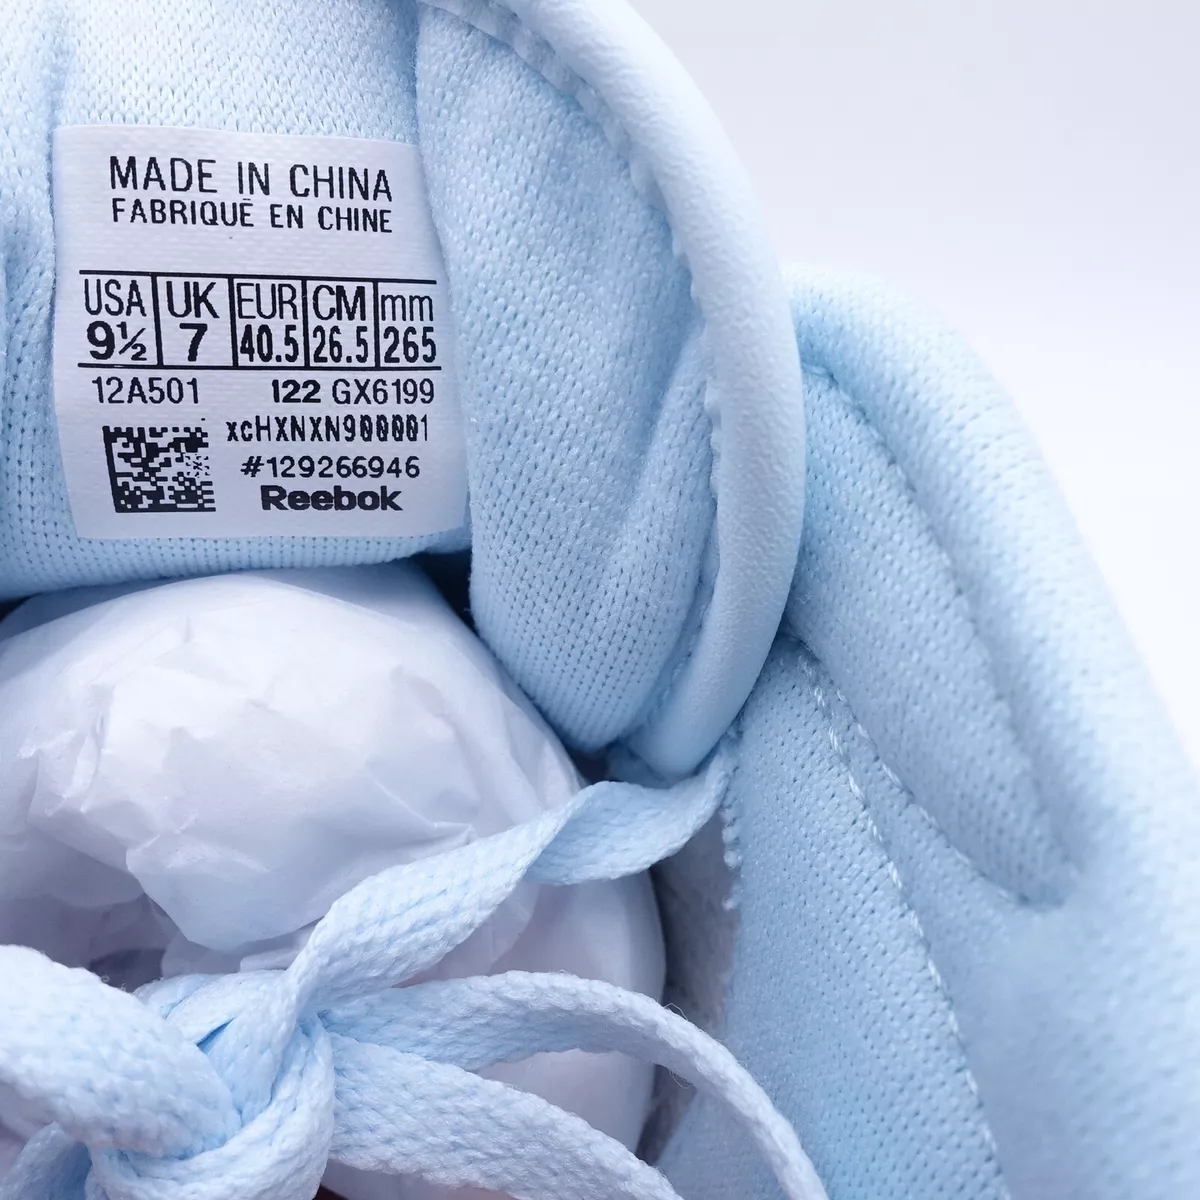 MADE IN CHINA
FABRIQUÉ EN CHINE
USA UK EUR CM mm
9½ 7 40.5 26.5 265
12A501 I22 GX6199
xcHXNXN900001
#129266946
Reebok